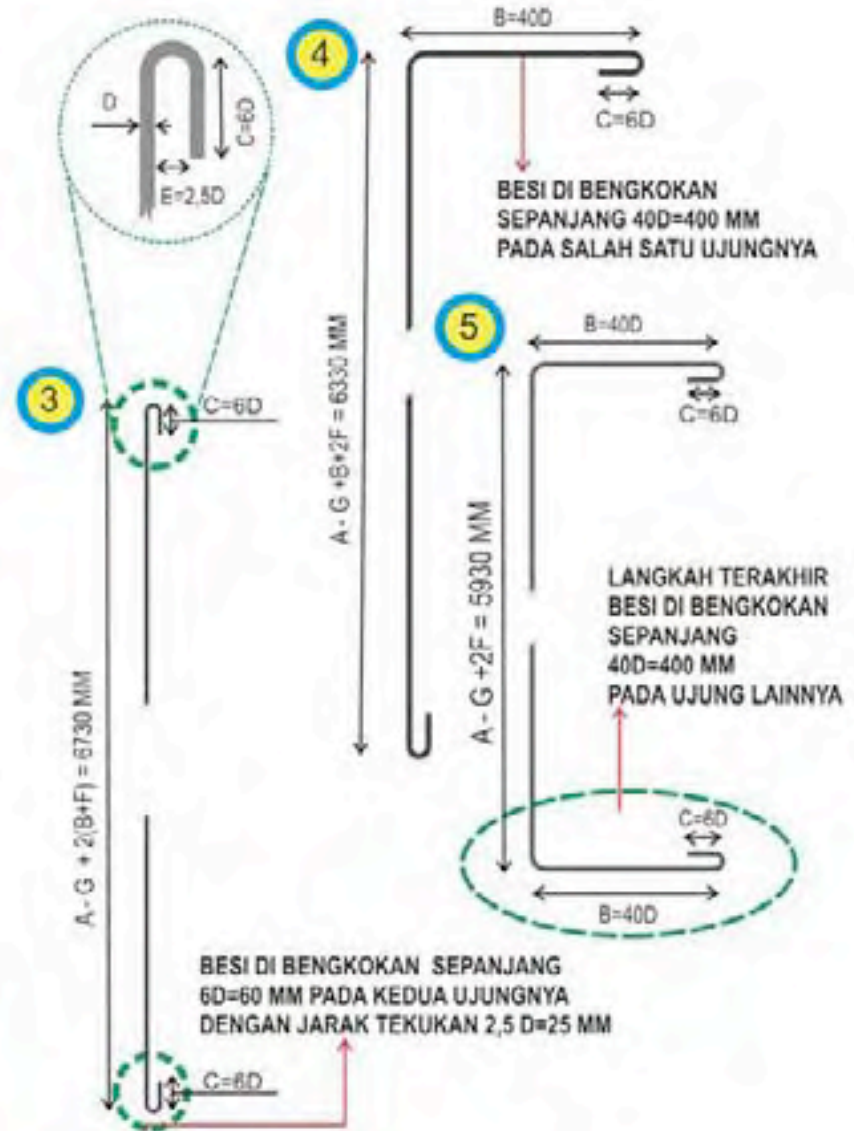 D
C=6D
E=2,5D
3
C=6D
A - G + 2(B+F) = 6730 MM
C=6D
BESI DI BENGKOKAN SEPANJANG
6D=60 MM PADA KEDUA UJUNGNYA
DENGAN JARAK TEKUKAN 2,5 D=25 MM
4
B=40D
C=6D
BESI DI BENGKOKAN
SEPANJANG 40D=400 MM
PADA SALAH SATU UJUNGNYA
A - G +B+2F = 6330 MM
5
B=40D
C=6D
A - G +2F = 5930 MM
LANGKAH TERAKHIR
BESI DI BENGKOKAN
SEPANJANG
40D=400 MM
PADA UJUNG LAINNYA
C=6D
B=40D